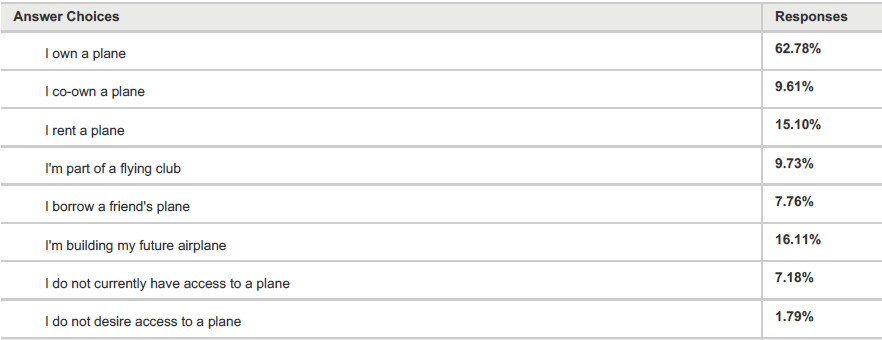 Answer Choices Responses
I own a plane 62.78%
I co-own a plane 9.61%
I rent a plane 15.10%
I'm part of a flying club 9.73%
I borrow a friend's plane 7.76%
I'm building my future airplane 16.11%
I do not currently have access to a plane 7.18%
I do not desire access to a plane 1.79%